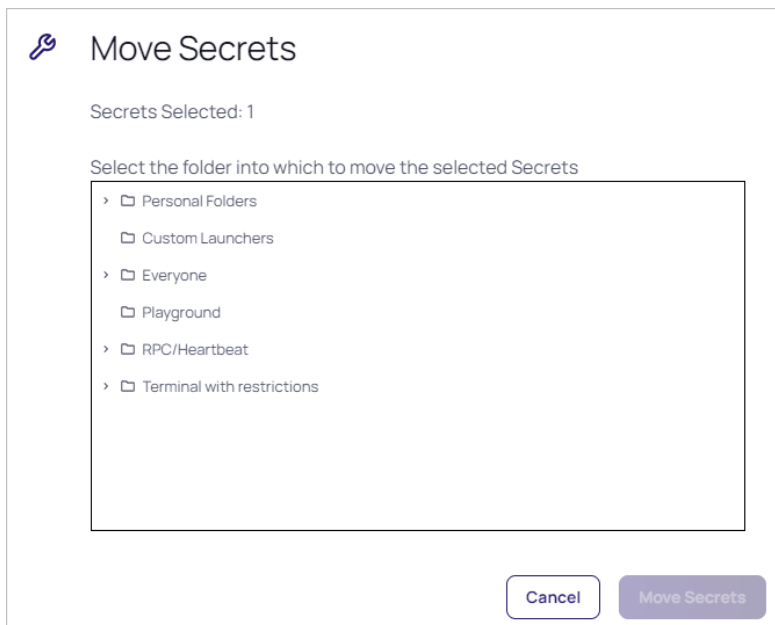 Move Secrets
Secrets Selected: 1
Select the folder into which to move the selected Secrets
Personal Folders
Custom Launchers
Everyone
Playground
RPC/Heartbeat
Terminal with restrictions
Cancel
Move Secrets